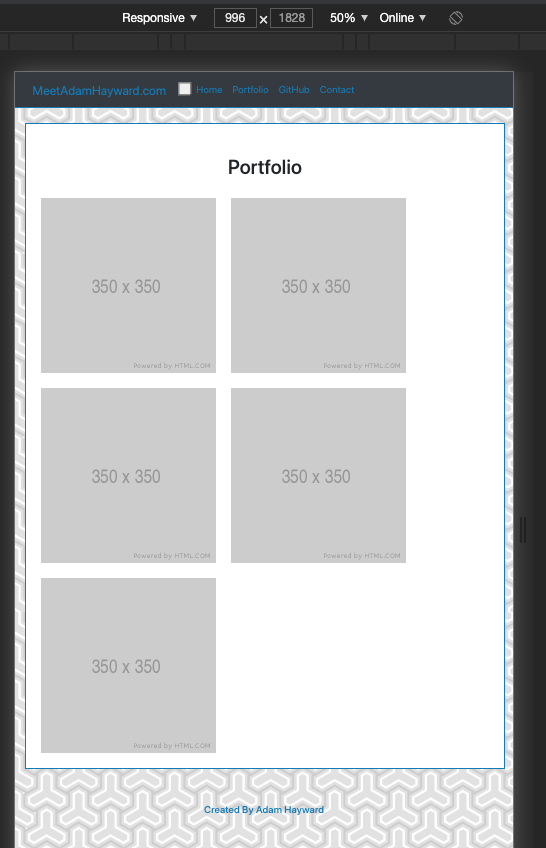 Responsive ▼ 996 × 1828 50% ▼ Online ▼
MeetAdamHayward.com Home Portfolio GitHub Contact
Portfolio
350 x 350 350 x 350
Powered by HTML.COM Powered by HTML.COM
350 x 350 350 x 350
Powered by HTML.COM Powered by HTML.COM
350 x 350
Powered by HTML.COM
Created By Adam Hayward